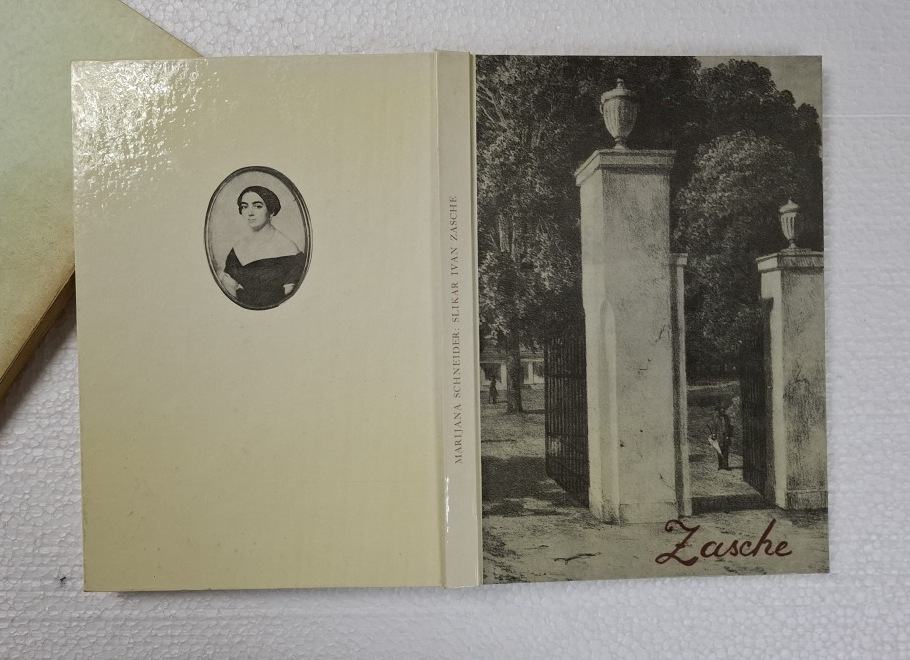 MARIJANA SCHNEIDER: SLIKAR IVAN ZASCHE
Zasche